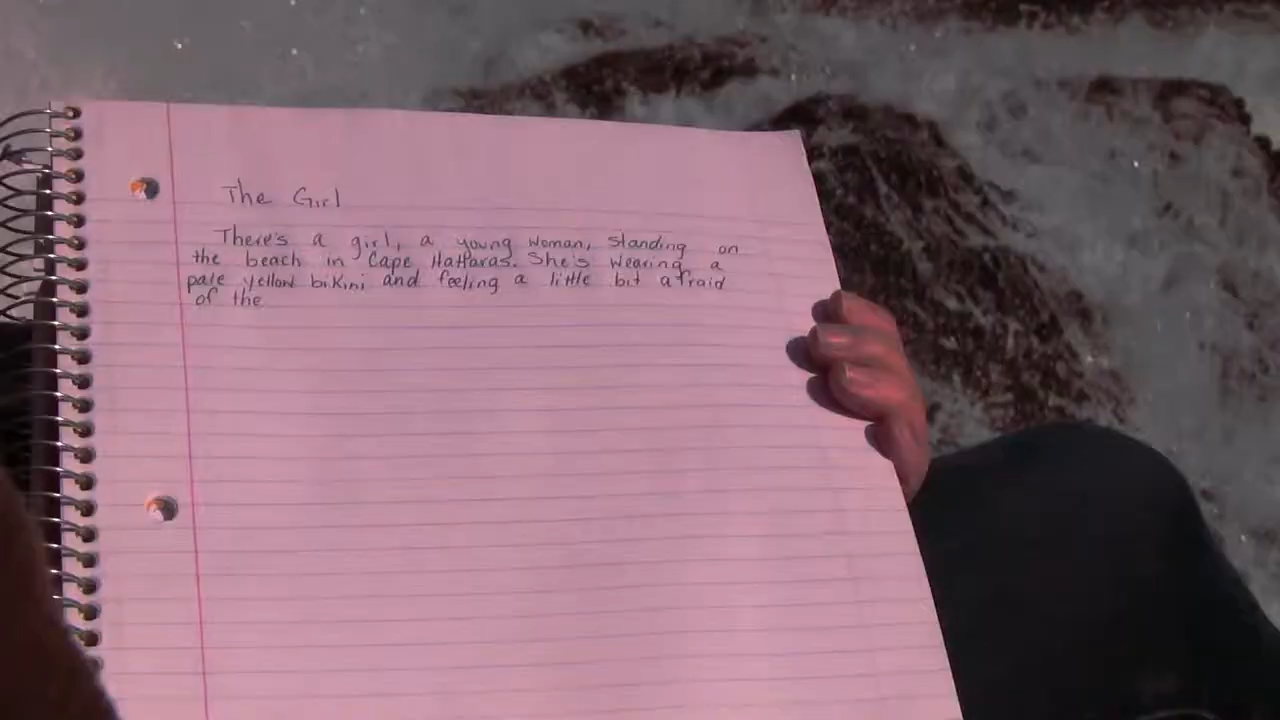 The Girl
There's a girl, a young woman, standing on
the beach in Cape Hattaras. She's wearing a
pale yellow bikini and feeling a little bit afraid
of the